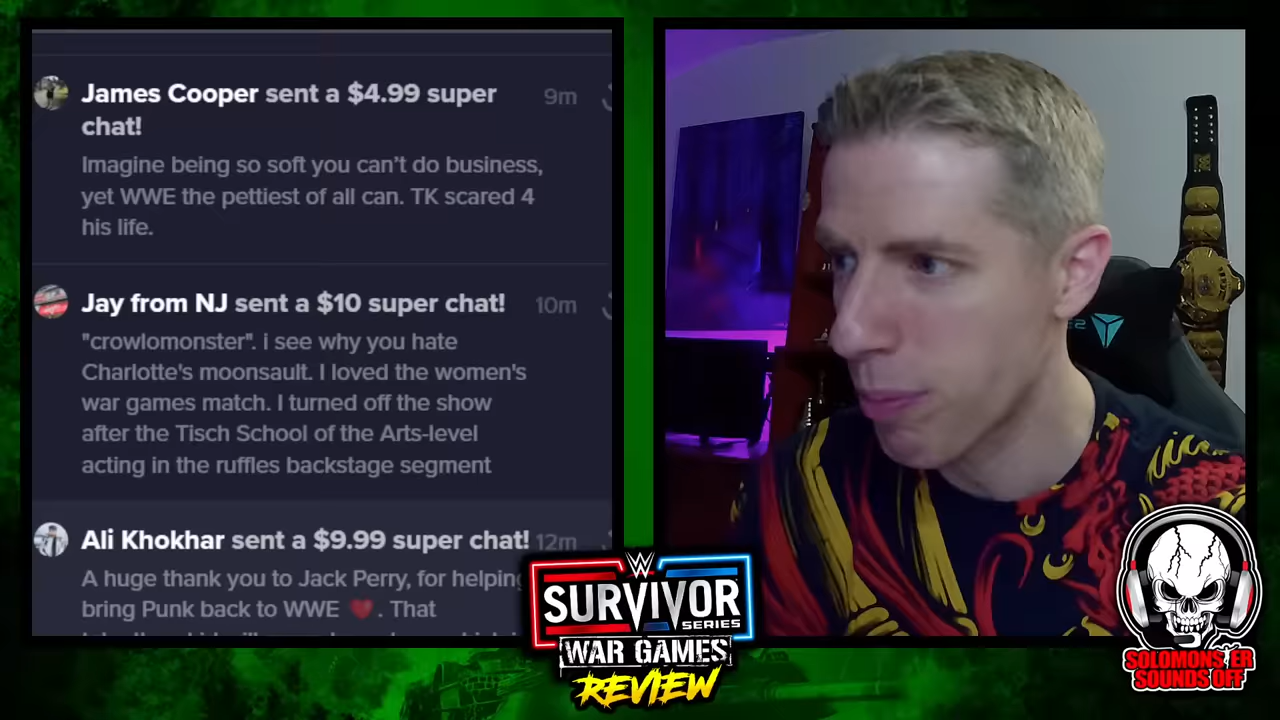 James Cooper sent a $4.99 super
chat!
9m
Imagine being so soft you can't do business,
yet WWE the pettiest of all can. TK scared 4
his life.
Jay from NJ sent a $10 super chat!
10m
"crowlomonster". i see why you hate
Charlotte's moonsault. I loved the women's
war games match. I turned off the show
after the Tisch School of the Arts-level
acting in the ruffles backstage segment
Ali Khokhar sent a $9.99 super chat!
12m
A huge thank you to Jack Perry, for helping
bring Punk back to WWE ❤️. That
W
SURVIVOR
SERIES
WAR GAMES
REVIEW
SOLOMONSTER
SOUNDS OFF